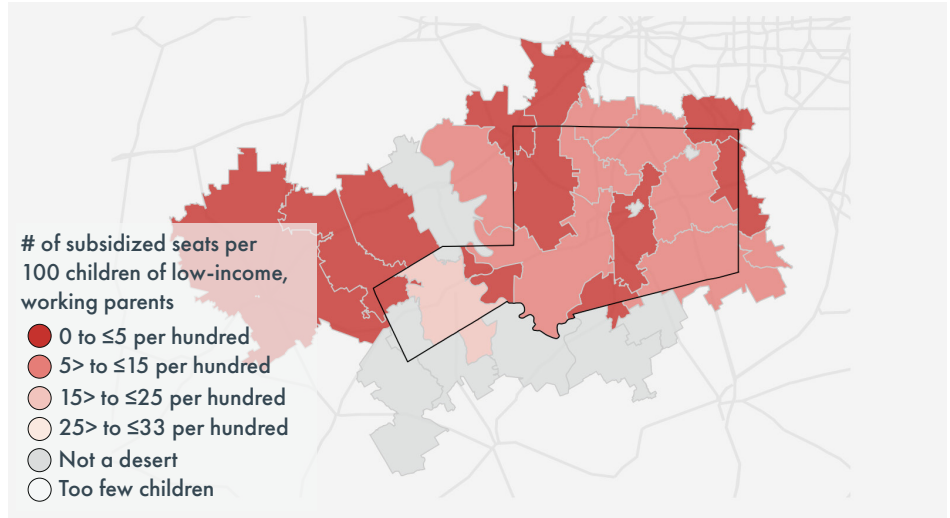 # of subsidized seats per
100 children of low-income,
working parents
0 to ≤5 per hundred
5> to ≤15 per hundred
15> to ≤25 per hundred
25> to ≤33 per hundred
Not a desert
Too few children